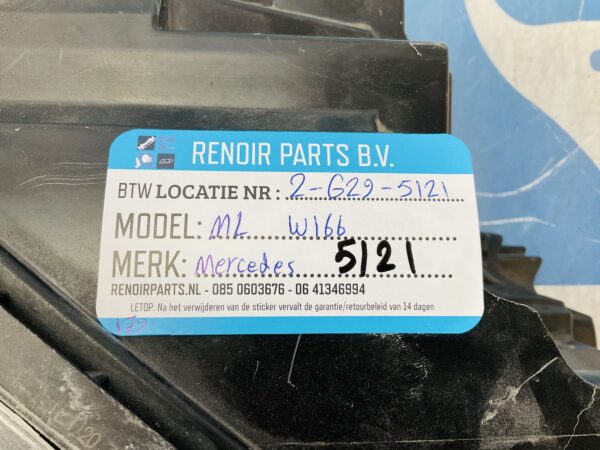 RENOIR PARTS B.V.
BTW LOCATIE NR : 2-G29-5121
MODEL: ML W166
MERK: Mercedes 5121
RENOIRPARTS.NL - 085 0603676 - 06 41346994
LETOP: Na het verwijderen van de sticker vervalt de garantie/retourbeleid van 14 dagen